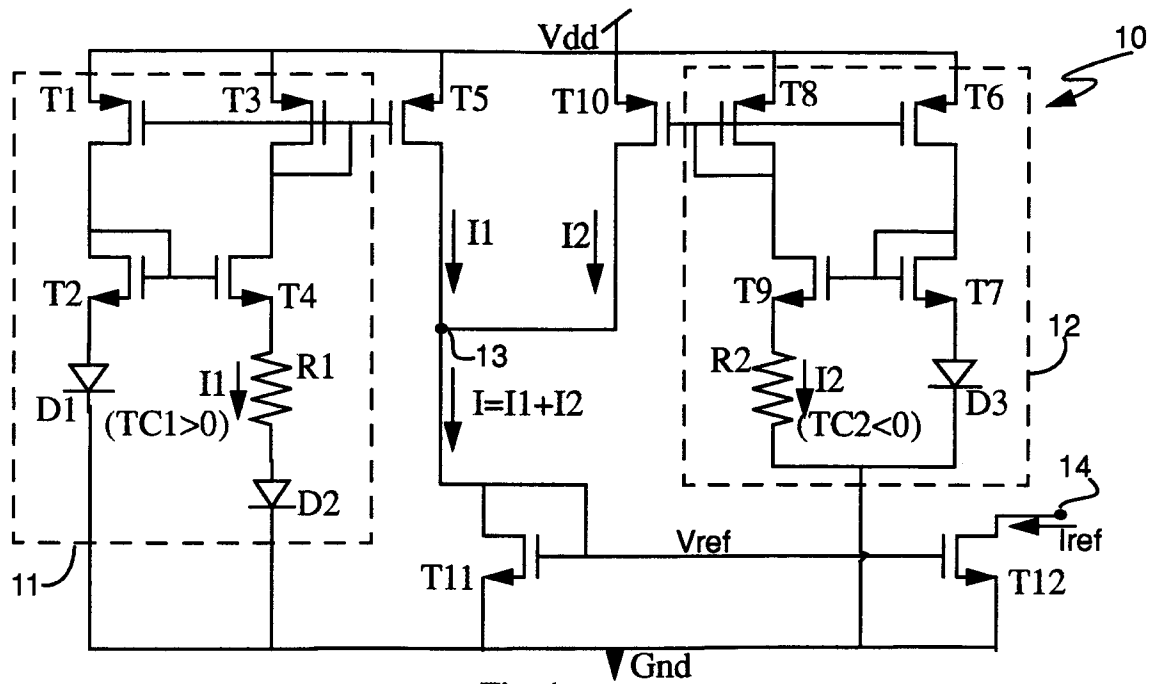 Vdd
10
T1
T3
T5
T10
T8
T6
I1
I2
T2
T4
T9
T7
13
12
R1
R2
I1
I2
D1
(TC1>0)
I=I1+I2
(TC2<0)
D3
D2
14
Vref
Iref
11
T11
T12
Gnd